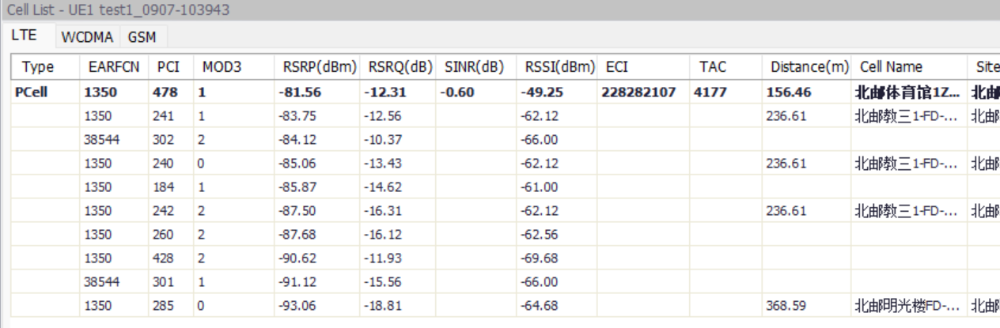 Cell List - UE1 test1_0907-103943
LTE WCDMA GSM
Type EARFCN PCI MOD3 RSRP(dBm) RSRQ(dB) SINR(dB) RSSI(dBm) ECI TAC Distance(m) Cell Name Site
PCell 1350 478 1 -81.56 -12.31 -0.60 -49.25 228282107 4177 156.46 北邮体育馆1Z... 北邮
1350 241 1 -83.75 -12.56 -62.12 236.61 北邮教三1-FD-... 北邮
38544 302 2 -84.12 -10.37 -66.00
1350 240 0 -85.06 -13.43 -62.12 236.61 北邮教三1-FD-... 北邮
1350 184 1 -85.87 -14.62 -61.00
1350 242 2 -87.50 -16.31 -62.12 236.61 北邮教三1-FD-... 北邮
1350 260 2 -87.68 -16.12 -62.56
1350 428 2 -90.62 -11.93 -69.68
38544 301 1 -91.12 -15.56 -66.00
1350 285 0 -93.06 -18.81 -64.68 368.59 北邮明光楼FD-... 北邮